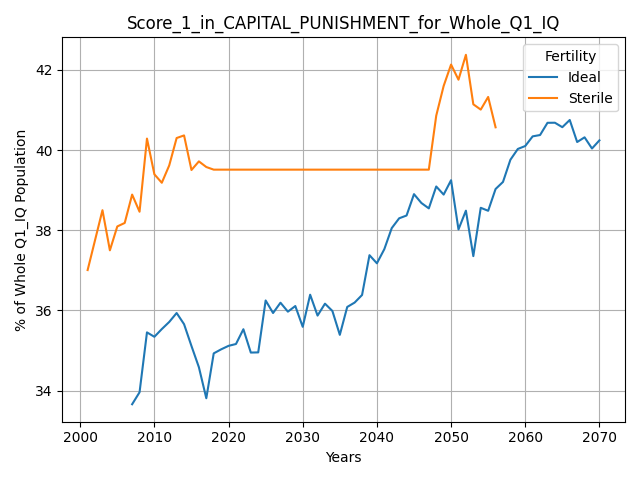 Score_1_in_CAPITAL_PUNISHMENT_for_Whole_Q1_IQ
Fertility
Ideal
Sterile
% of Whole Q1_IQ Population
42
40
38
36
34
2000 2010 2020 2030 2040 2050 2060 2070
Years